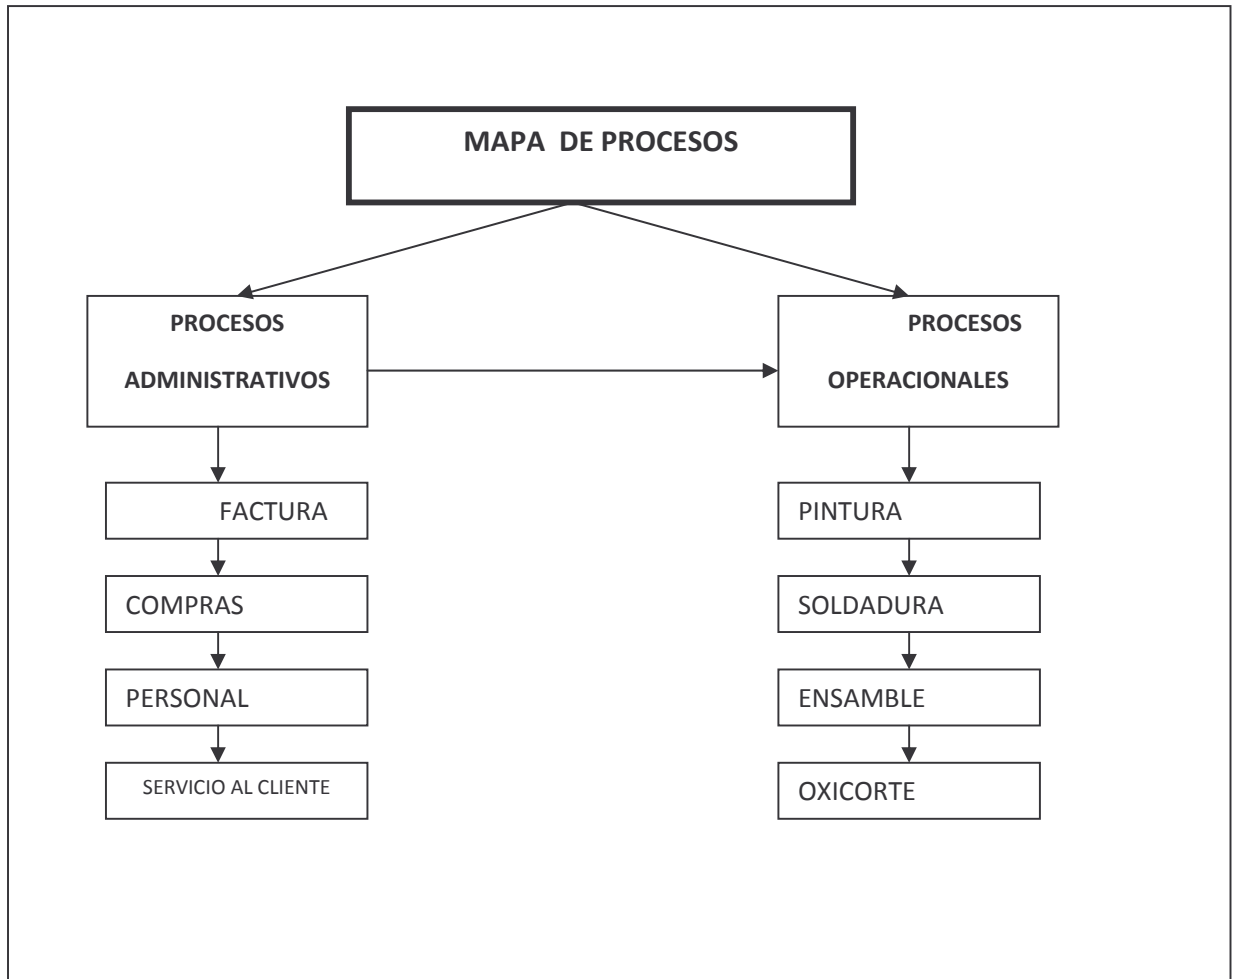 MAPA DE PROCESOS
PROCESOS
ADMINISTRATIVOS
PROCESOS
OPERACIONALES
FACTURA
COMPRAS
PERSONAL
SERVICIO AL CLIENTE
PINTURA
SOLDADURA
ENSAMBLE
OXICORTE